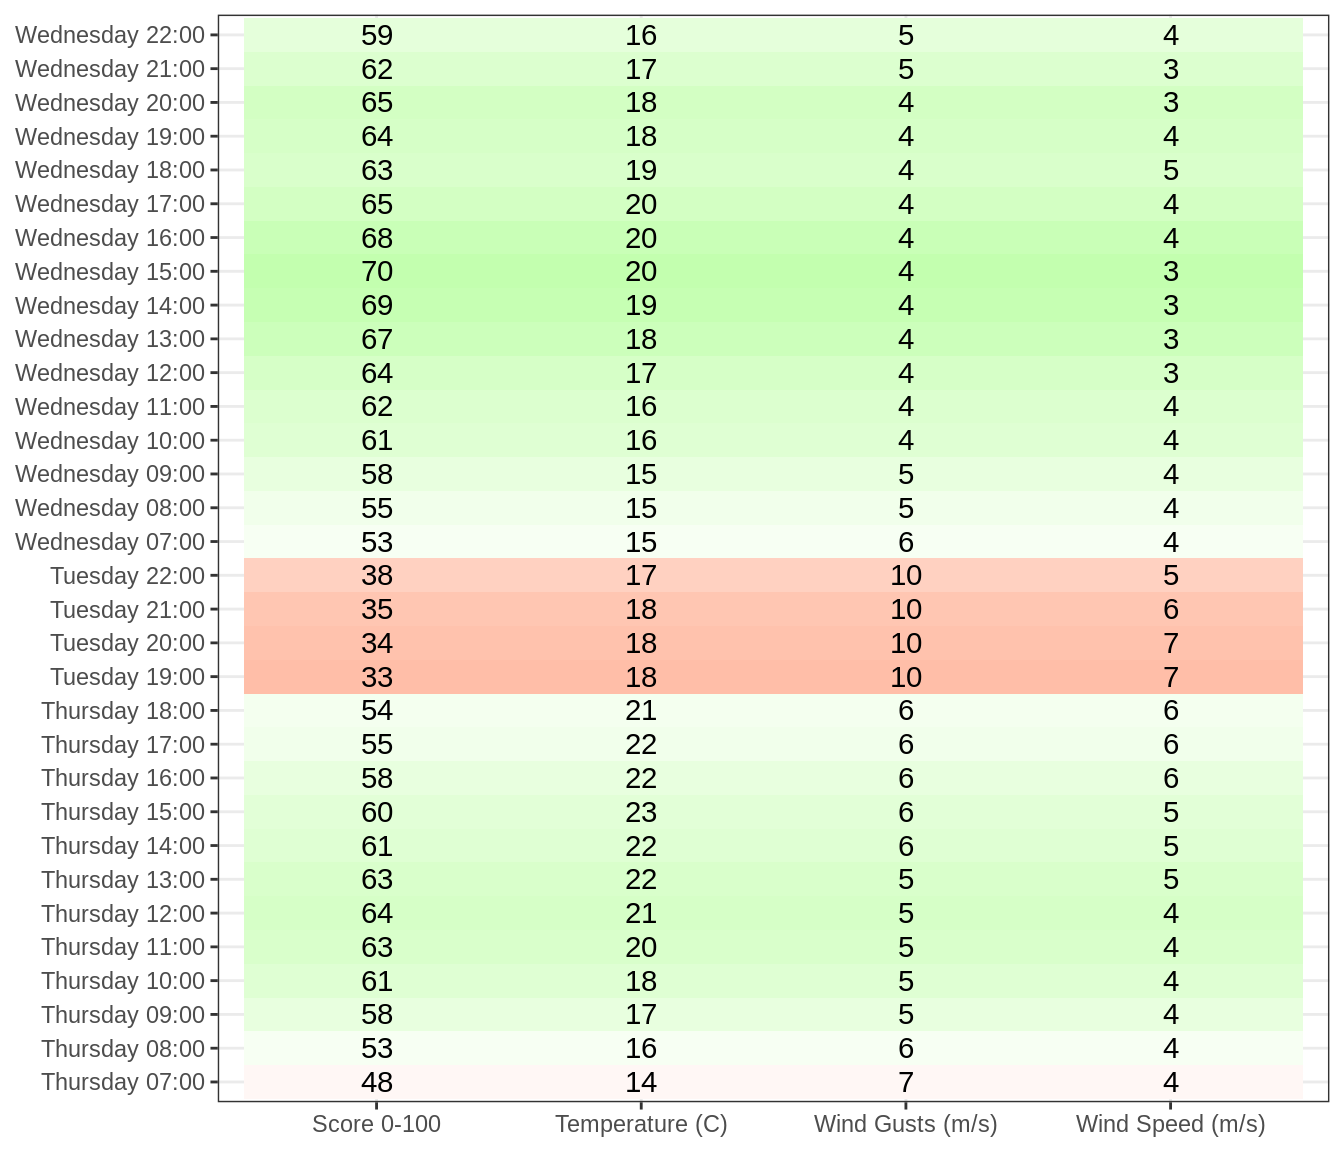 Wednesday 22:00 59 16 5 4
Wednesday 21:00 62 17 5 3
Wednesday 20:00 65 18 4 3
Wednesday 19:00 64 18 4 4
Wednesday 18:00 63 19 4 5
Wednesday 17:00 65 20 4 4
Wednesday 16:00 68 20 4 4
Wednesday 15:00 70 20 4 3
Wednesday 14:00 69 19 4 3
Wednesday 13:00 67 18 4 3
Wednesday 12:00 64 17 4 3
Wednesday 11:00 62 16 4 4
Wednesday 10:00 61 16 4 4
Wednesday 09:00 58 15 5 4
Wednesday 08:00 55 15 5 4
Wednesday 07:00 53 15 6 4
Tuesday 22:00 38 17 10 5
Tuesday 21:00 35 18 10 6
Tuesday 20:00 34 18 10 7
Tuesday 19:00 33 18 10 7
Thursday 18:00 54 21 6 6
Thursday 17:00 55 22 6 6
Thursday 16:00 58 22 6 6
Thursday 15:00 60 23 6 5
Thursday 14:00 61 22 6 5
Thursday 13:00 63 22 5 5
Thursday 12:00 64 21 5 4
Thursday 11:00 63 20 5 4
Thursday 10:00 61 18 5 4
Thursday 09:00 58 17 5 4
Thursday 08:00 53 16 6 4
Thursday 07:00 48 14 7 4
Score 0-100 Temperature (C) Wind Gusts (m/s) Wind Speed (m/s)